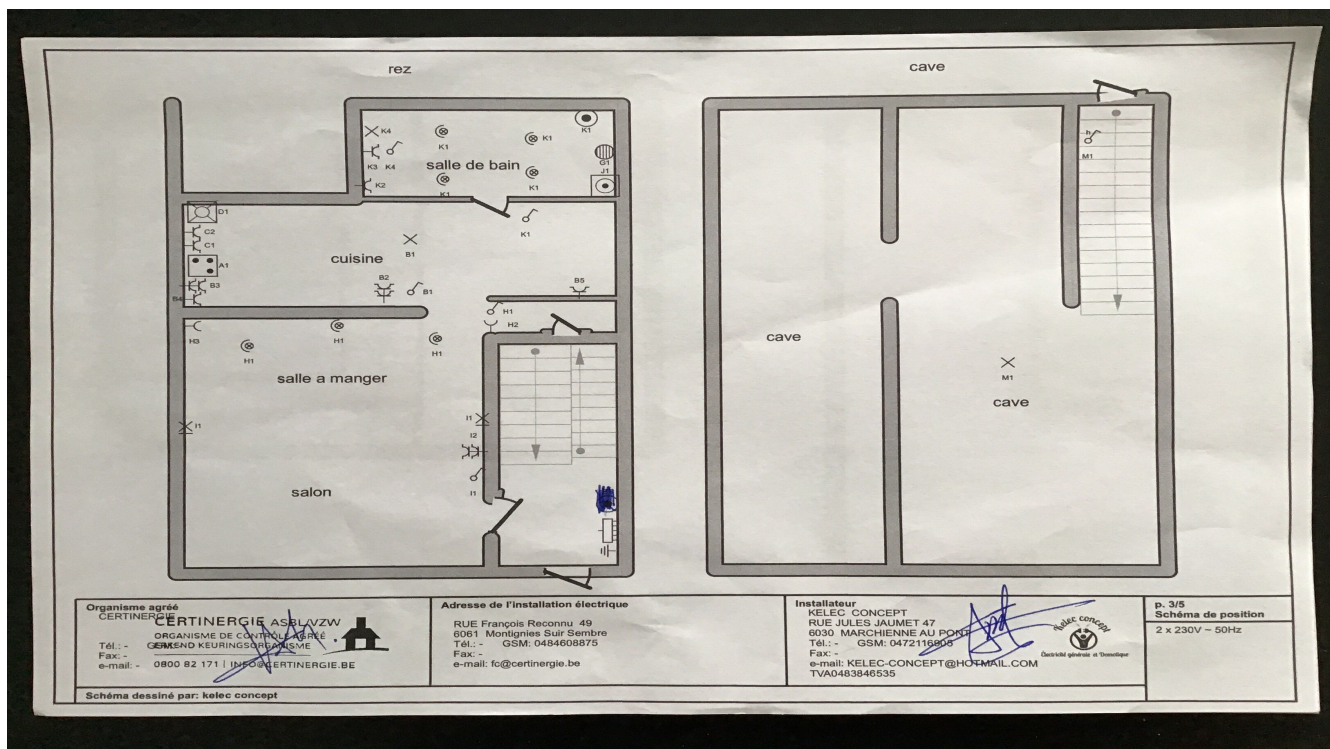 rez
cave
K4
K1
K1
K1
K3 K4
salle de bain
G1
J1
K2
K1
K1
M1
D1
C2
C1
K1
B1
cuisine
A1
B2
B5
B3
B1
B4
H1
H2
H3
H1
H1
H1
cave
salle a manger
M1
cave
I1
I1
I2
salon
I1
Organisme agréé
CERTINERGIE
CERTINERGIE ASBL/VZW
ORGANISME DE CONTRÔLE AGRÉÉ
ERKEND KEURINGSORGANISME
Tél.: - GSM:
Fax: -
e-mail: - 0800 82 171 | INFO@CERTINERGIE.BE
Schéma dessiné par: kelec concept
Adresse de l'installation électrique
RUE François Reconnu 49
6061 Montignies Suir Sembre
Tél.: - GSM: 0484608875
Fax: -
e-mail: fc@certinergie.be
Installateur
KELEC CONCEPT
RUE JULES JAUMET 47
6030 MARCHIENNE AU PONT
Tél.: - GSM: 0472116905
Fax: -
e-mail: KELEC-CONCEPT@HOTMAIL.COM
TVA0483846535
Kelec concept
Électricité générale et Domotique
p. 3/5
Schéma de position
2 x 230V ~ 50Hz